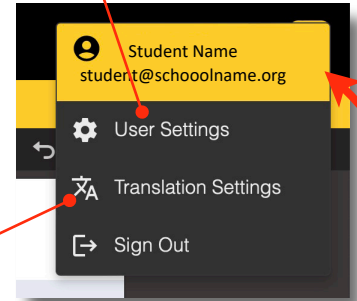 Student Name
student@schooolname.org
User Settings
Translation Settings
Sign Out